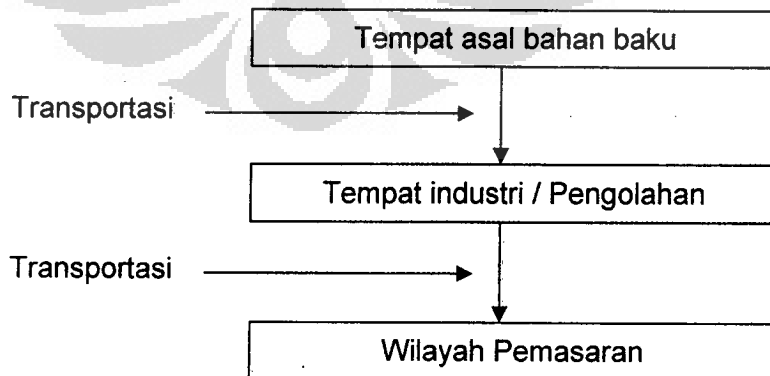 Tempat asal bahan baku
Transportasi
Tempat industri / Pengolahan
Transportasi
Wilayah Pemasaran